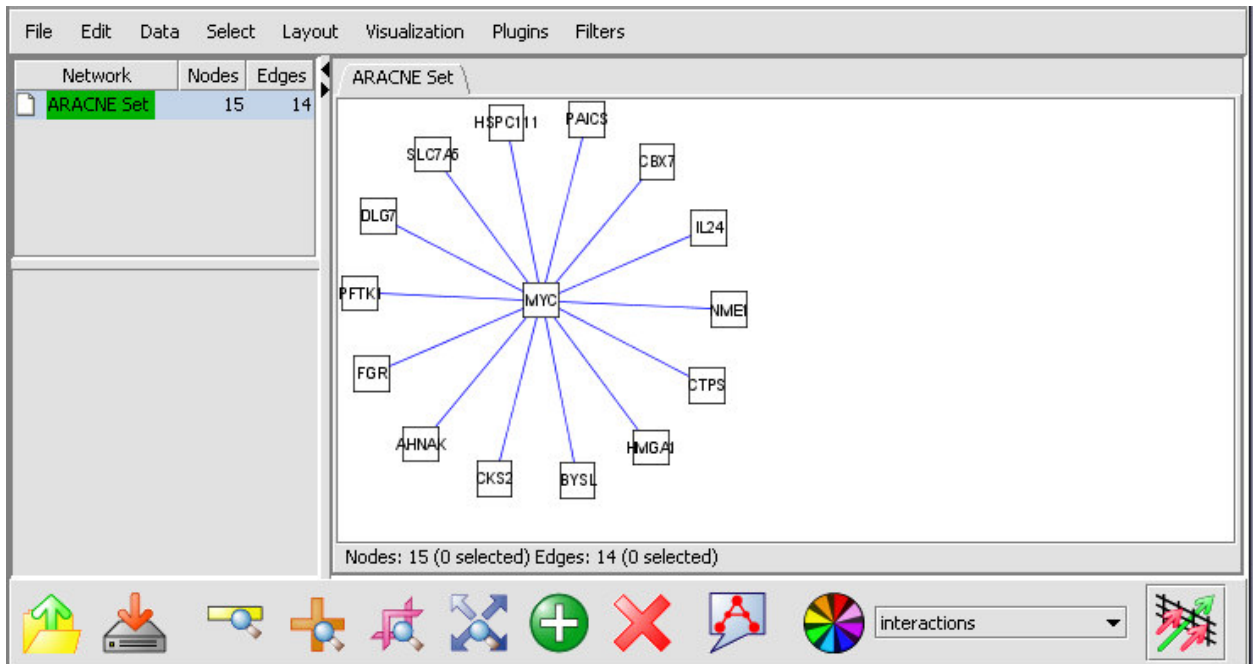 File Edit Data Select Layout Visualization Plugins Filters
Network Nodes Edges
ARACNE Set 15 14
ARACNE Set
HSPC111
PAICS
SLC7A5
CBX7
DLG7
IL24
PFTK1
MYC
NME1
FGR
CTPS
AHNAK
HMGA1
CKS2
BYSL
Nodes: 15 (0 selected) Edges: 14 (0 selected)
interactions